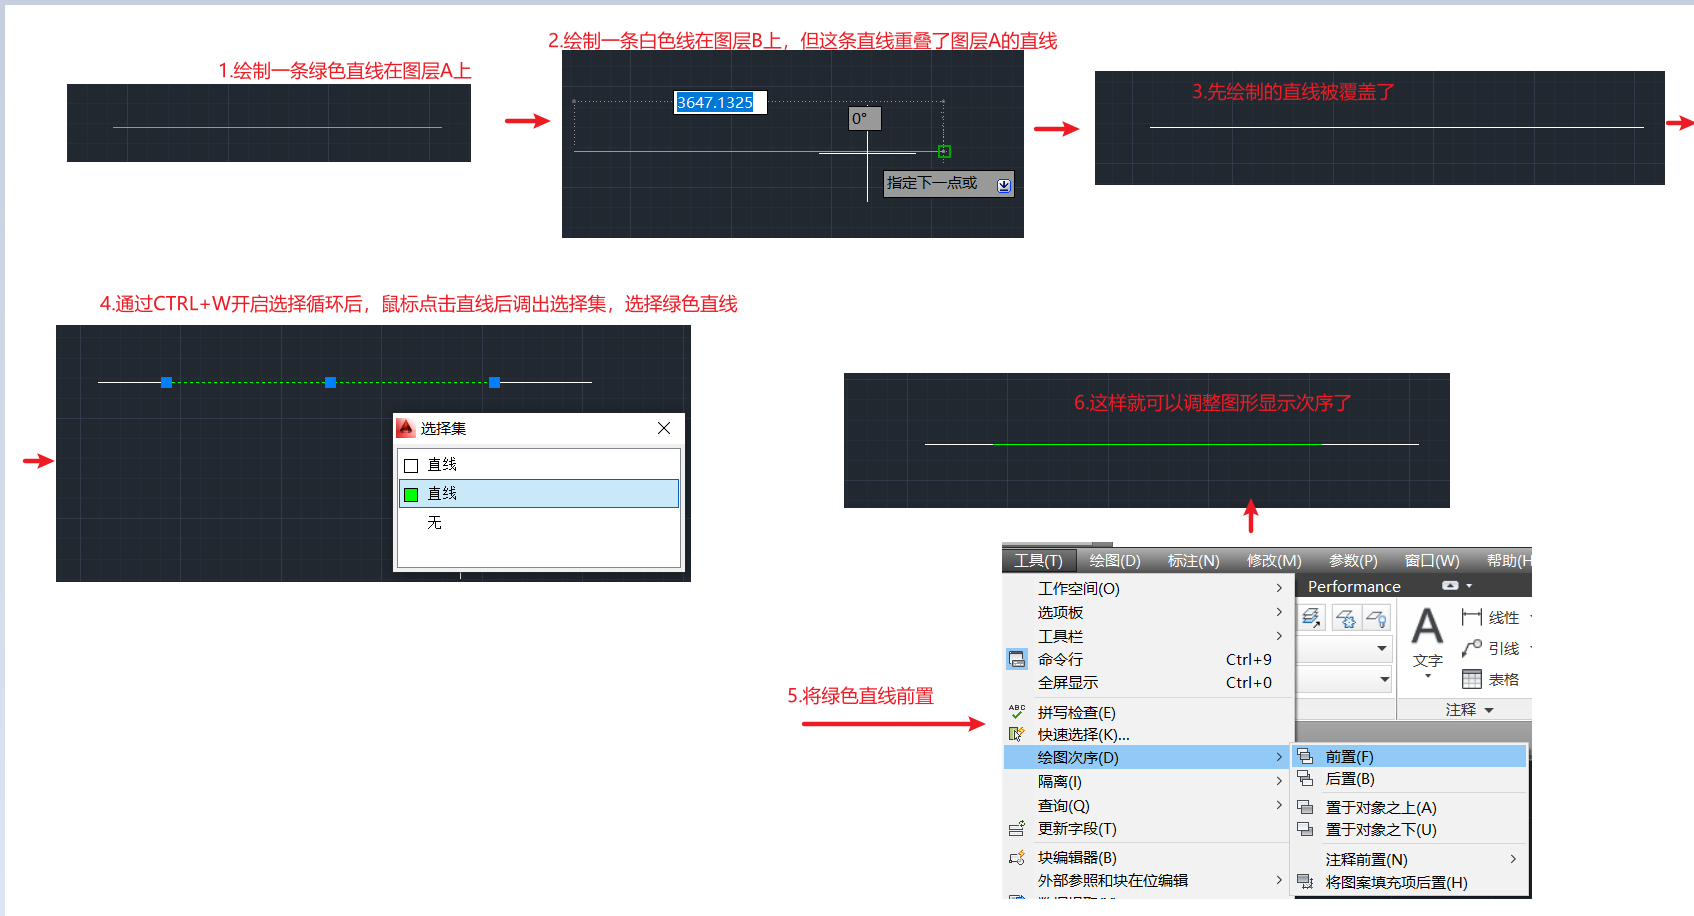 1.绘制一条绿色直线在图层A上
2.绘制一条白色线在图层B上，但这条直线重叠了图层A的直线
3647.1325
0°
指定下一点或
3.先绘制的直线被覆盖了
4.通过CTRL+W开启选择循环后，鼠标点击直线后调出选择集，选择绿色直线
选择集
直线
直线
无
6.这样就可以调整图形显示次序了
5.将绿色直线前置
工具(T) 绘图(D) 标注(N) 修改(M) 参数(P) 窗口(W) 帮助(H
Performance
工作空间(O)
选项板
工具栏
命令行 Ctrl+9
全屏显示 Ctrl+0
ABC
拼写检查(E)
快速选择(K)...
绘图次序(D)
隔离(I)
查询(Q)
更新字段(T)
块编辑器(B)
外部参照和块在位编辑
A
文字
线性
引线
表格
注释
前置(F)
后置(B)
置于对象之上(A)
置于对象之下(U)
注释前置(N)
将图案填充项后置(H)